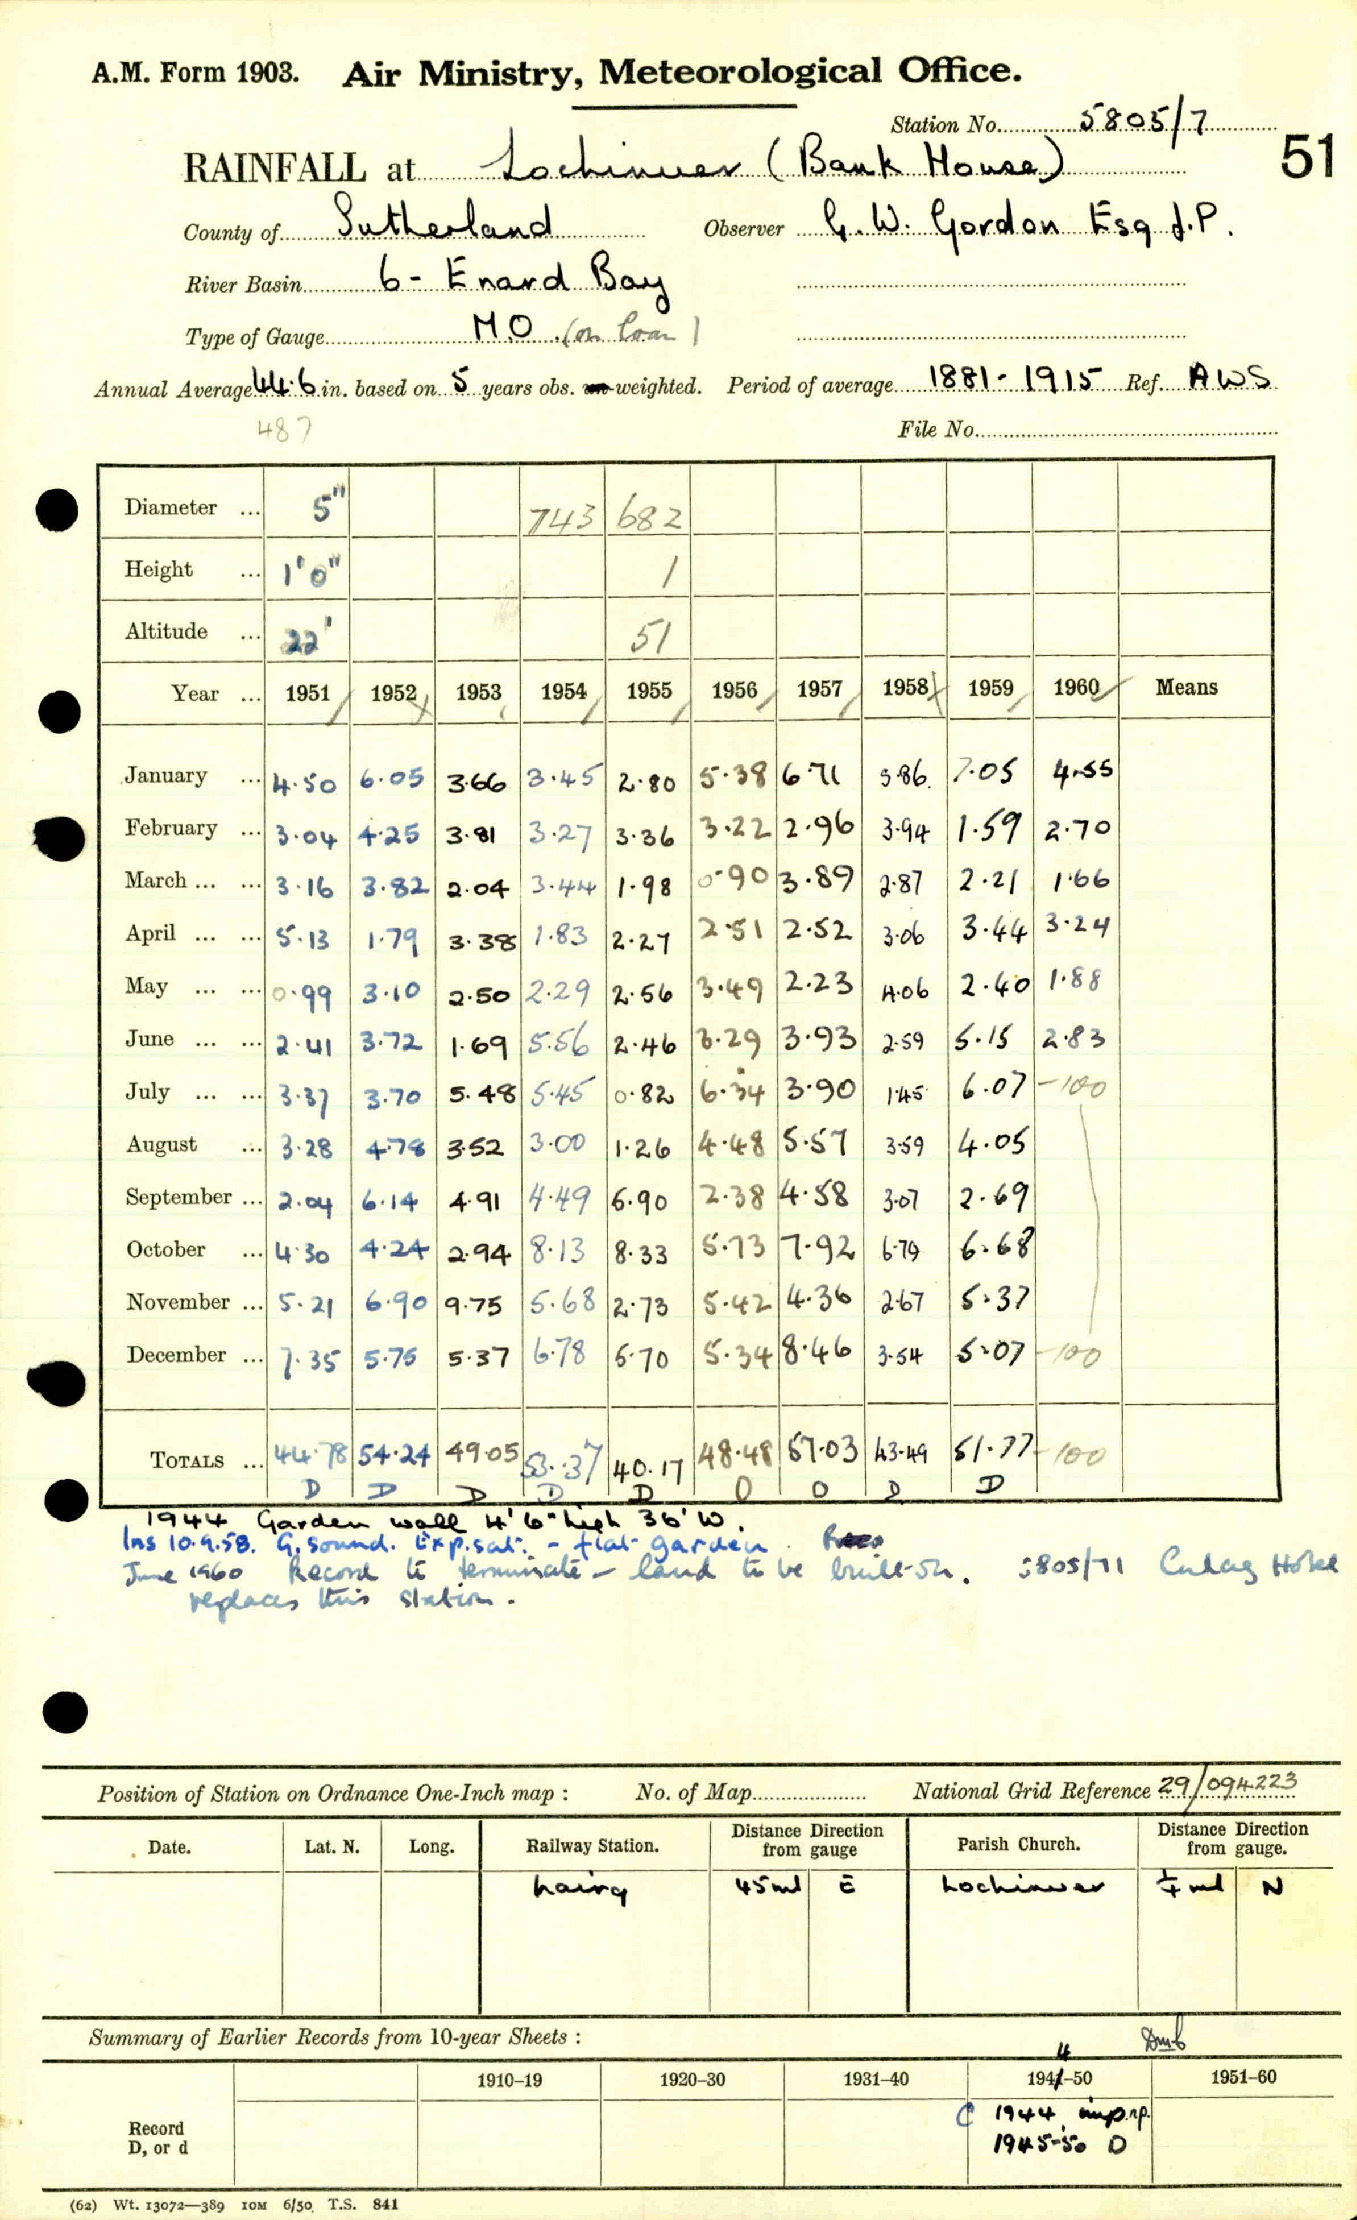 A.M. Form 1903. Air Ministry, Meteorological Office.
Station No. 5805/7
51
RAINFALL at Lochinver (Bank House)
County of Sutherland Observer G. W. Gordon Esq J.P.
River Basin 6 - Enard Bay
Type of Gauge M.O (on loan)
Annual Average 44.6 in. based on 5 years obs. weighted. Period of average 1881-1915 Ref. AWS
487 File No.
Diameter ... 5" 743 682
Height ... 1'0" 1
Altitude ... 22' 51
Year ... 1951 1952 1953 1954 1955 1956 1957 1958 1959 1960 Means
January ... 4.50 6.05 3.66 3.45 2.80 5.38 6.71 5.86 7.05 4.55
February ... 3.04 4.25 3.81 3.27 3.36 3.22 2.96 3.94 1.59 2.70
March ... ... 3.16 3.82 2.04 3.44 1.98 0.90 3.89 2.87 2.21 1.66
April ... ... 5.13 1.79 3.38 1.83 2.27 2.51 2.52 3.06 3.44 3.24
May ... ... 0.99 3.10 2.50 2.29 2.56 3.49 2.23 4.06 2.40 1.88
June ... ... 2.41 3.72 1.69 5.56 2.46 3.29 3.93 2.59 5.15 2.83
July ... ... 3.37 3.70 5.48 5.45 0.82 6.34 3.90 1.45 6.07 -100
August ... 3.28 4.78 3.52 3.00 1.26 4.48 5.57 3.59 4.05
September ... 2.04 6.14 4.91 4.49 5.90 2.38 4.58 3.07 2.69
October ... 4.30 4.24 2.94 8.13 8.33 5.73 7.92 6.79 6.68
November ... 5.21 6.90 9.75 5.68 2.73 5.42 4.36 2.67 5.37
December ... 7.35 5.75 5.37 6.78 5.70 5.34 8.46 3.54 5.07 -100
TOTALS ... 44.78 54.24 49.05 53.37 40.17 48.48 57.03 43.49 51.77 -100
D D D D D D D D D
1944 Garden wall 4'6" high 36' W.
Ins 10.9.58. G. sound. Exp. sat. - flat garden.
June 1960 Record to terminate - land to be built on. 5805/71 Culag Hotel
replaces this station.
Position of Station on Ordnance One-Inch map : No. of Map National Grid Reference 29/094223
Date. Lat. N. Long. Railway Station. Distance Direction from gauge Parish Church. Distance Direction from gauge.
Lairg 45ml E Lochinver ¼ ml N
Summary of Earlier Records from 10-year Sheets :
4
1910-19 1920-30 1931-40 1941-50 1951-60
Record D, or d
C 1944 imp. n.p.
1945-50 D
(62) Wt. 13072—389 10M 6/50 T.S. 841